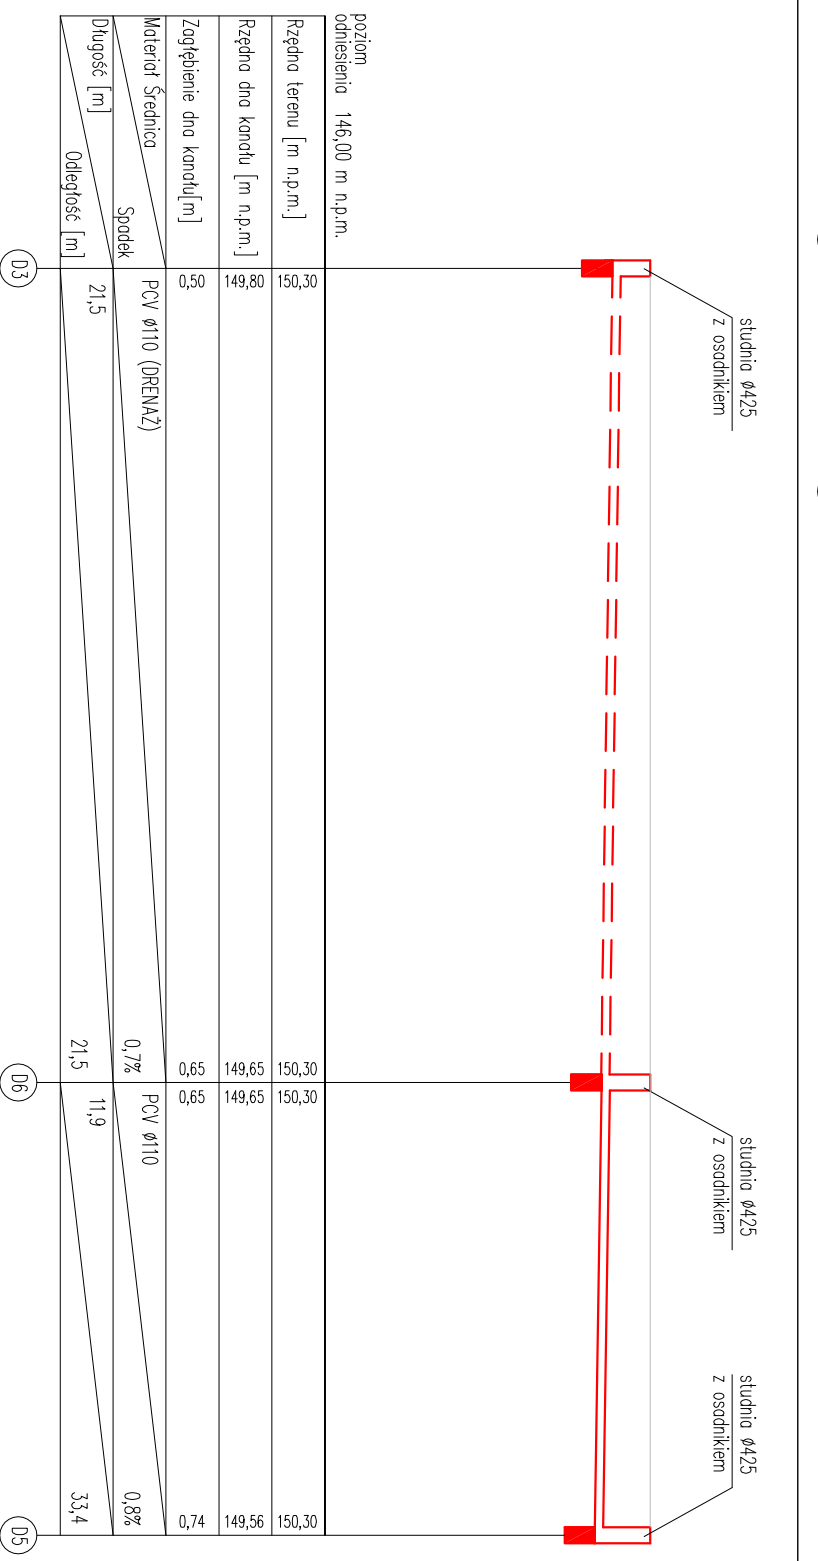 studnia ø425
z osadnikiem
studnia ø425
z osadnikiem
studnia ø425
z osadnikiem
poziom
odniesienia 146,00 m n.p.m.
Rzędna terenu [m n.p.m.] 150,30 150,30 150,30 150,30
Rzędna dna kanału [m n.p.m.] 149,80 149,65 149,65 149,56
Zagłębienie dna kanału[m] 0,50 0,65 0,65 0,74
Materiał Średnica PCV ø110 (DRENAŻ) PCV ø110
Spadek 0,7% 0,8%
Długość [m] 21,5 11,9
Odległość [m] 21,5 33,4
D3 D6 D5